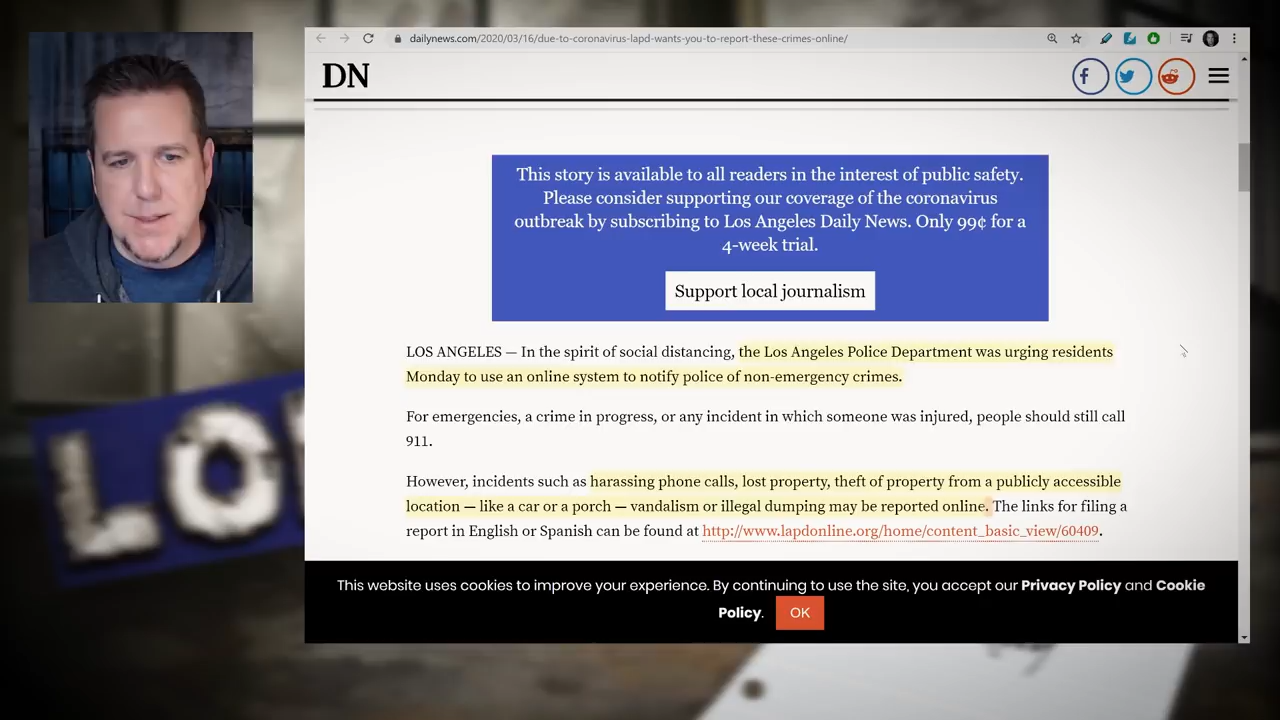 dailynews.com/2020/03/16/due-to-coronavirus-lapd-wants-you-to-report-these-crimes-online/
DN
This story is available to all readers in the interest of public safety.
Please consider supporting our coverage of the coronavirus
outbreak by subscribing to Los Angeles Daily News. Only 99¢ for a
4-week trial.
Support local journalism
LOS ANGELES — In the spirit of social distancing, the Los Angeles Police Department was urging residents
Monday to use an online system to notify police of non-emergency crimes.
For emergencies, a crime in progress, or any incident in which someone was injured, people should still call
911.
However, incidents such as harassing phone calls, lost property, theft of property from a publicly accessible
location — like a car or a porch — vandalism or illegal dumping may be reported online. The links for filing a
report in English or Spanish can be found at http://www.lapdonline.org/home/content_basic_view/60409.
This website uses cookies to improve your experience. By continuing to use the site, you accept our Privacy Policy and Cookie
Policy. OK